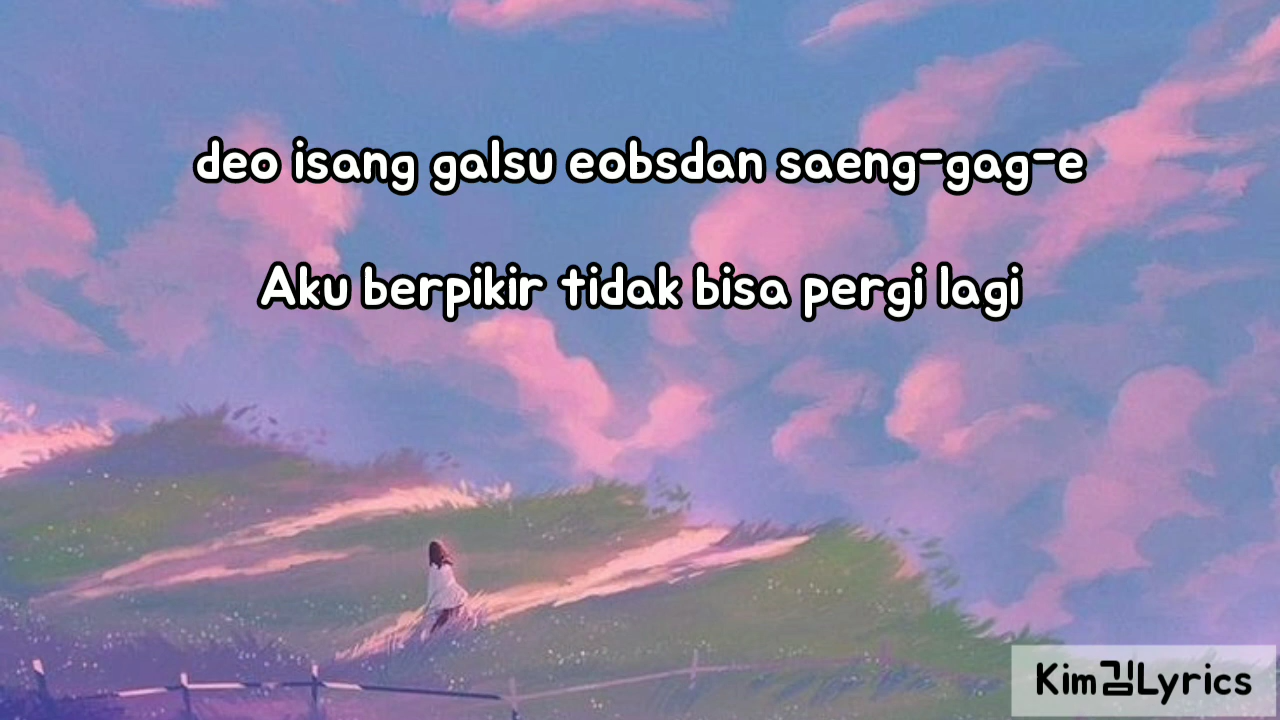 deo isang galsu eobsdan saeng-gag-e
Aku berpikir tidak bisa pergi lagi
Kim김Lyrics